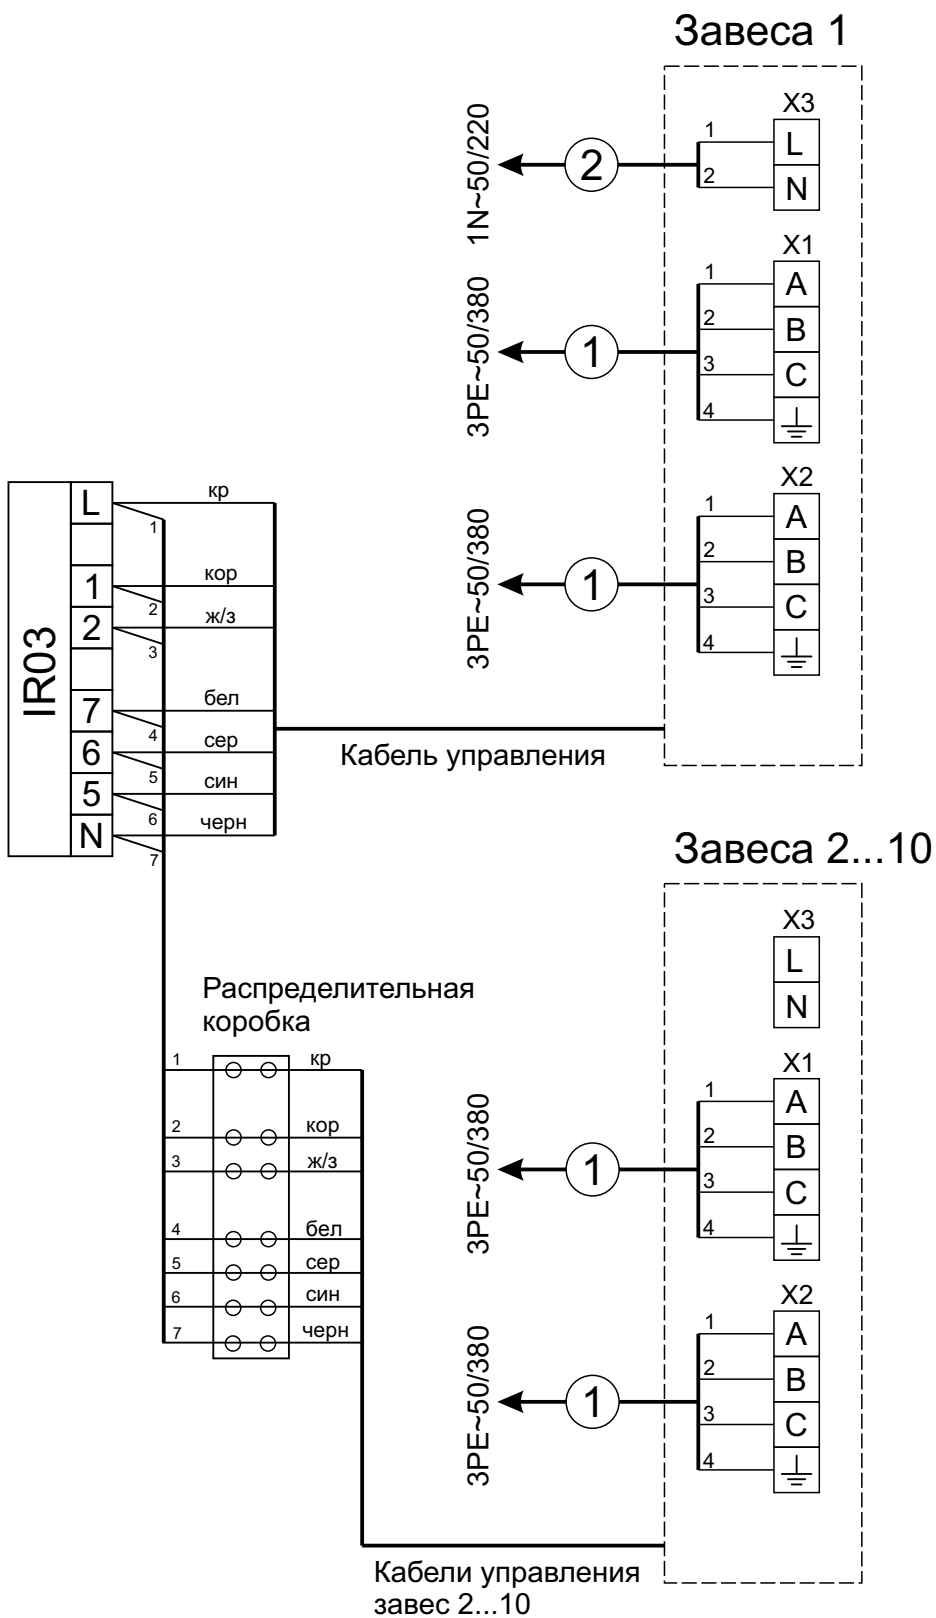 Завеса 1
X3
1
L
2
N
2
1N~50/220
X1
1
A
2
B
3
C
4
1
3PE~50/380
X2
1
A
2
B
3
C
4
1
3PE~50/380
IR03
L
1
2
7
6
5
N
кр
кор
ж/з
бел
сер
син
черн
1
2
3
4
5
6
7
Кабель управления
Завеса 2...10
X3
L
N
Распределительная
коробка
1
кр
2
кор
3
ж/з
4
бел
5
сер
6
син
7
черн
X1
1
A
2
B
3
C
4
1
3PE~50/380
X2
1
A
2
B
3
C
4
1
3PE~50/380
Кабели управления
завес 2...10